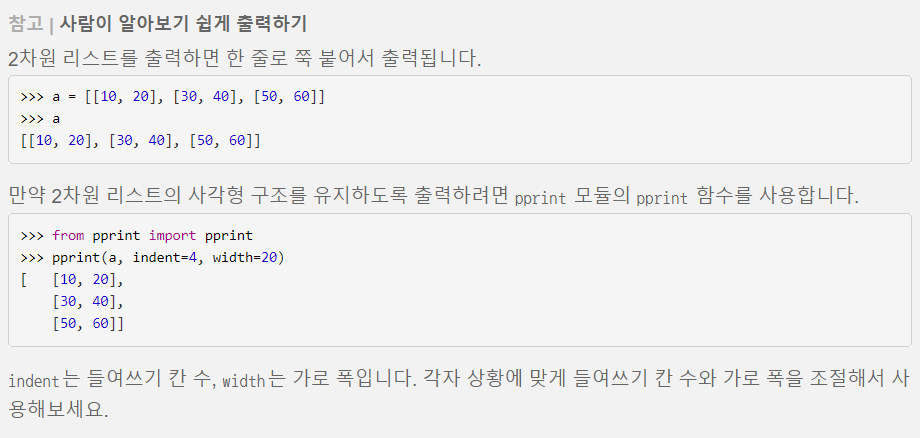 참고 | 사람이 알아보기 쉽게 출력하기
2차원 리스트를 출력하면 한 줄로 쭉 붙어서 출력됩니다.
>>> a = [[10, 20], [30, 40], [50, 60]]
>>> a
[[10, 20], [30, 40], [50, 60]]
만약 2차원 리스트의 사각형 구조를 유지하도록 출력하려면 pprint 모듈의 pprint 함수를 사용합니다.
>>> from pprint import pprint
>>> pprint(a, indent=4, width=20)
[   [10, 20],
    [30, 40],
    [50, 60]]
indent는 들여쓰기 칸 수, width는 가로 폭입니다. 각자 상황에 맞게 들여쓰기 칸 수와 가로 폭을 조절해서 사
용해보세요.